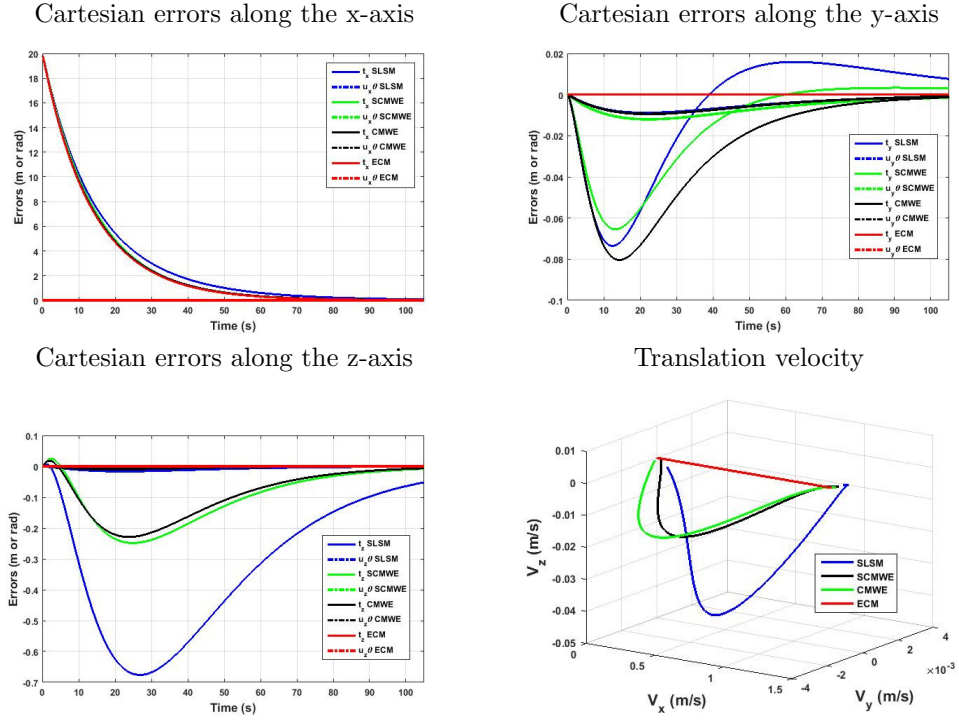 Cartesian errors along the x-axis
Cartesian errors along the y-axis
20
18
16
14
12
10
8
6
4
2
0
Errors (m or rad)
0 10 20 30 40 50 60 70 80 90 100
Time (s)
t_x SLSM
u_xθ SLSM
t_x SCMWE
u_xθ SCMWE
t_x CMWE
u_xθ CMWE
t_x ECM
u_xθ ECM
0.02
0
-0.02
-0.04
-0.06
-0.08
-0.1
Errors (m or rad)
0 10 20 30 40 50 60 70 80 90 100
Time (s)
t_y SLSM
u_yθ SLSM
t_y SCMWE
u_yθ SCMWE
t_y CMWE
u_yθ CMWE
t_y ECM
u_yθ ECM
Cartesian errors along the z-axis
Translation velocity
0.1
0
-0.1
-0.2
-0.3
-0.4
-0.5
-0.6
-0.7
Errors (m or rad)
0 10 20 30 40 50 60 70 80 90 100
Time (s)
t_z SLSM
u_zθ SLSM
t_z SCMWE
u_zθ SCMWE
t_z CMWE
u_zθ CMWE
t_z ECM
u_zθ ECM
0.01
0
-0.01
-0.02
-0.03
-0.04
-0.05
V_z (m/s)
0 0.5 1 1.5
V_x (m/s)
-4 -2 0 2 4
×10⁻³
V_y (m/s)
SLSM
SCMWE
CMWE
ECM